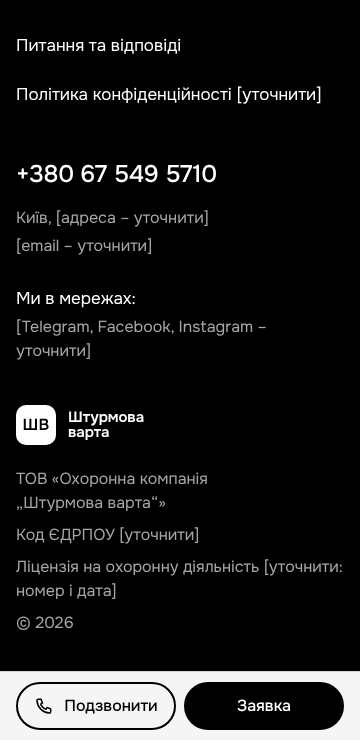 Питання та відповіді
Політика конфіденційності [уточнити]
+380 67 549 5710
Київ, [адреса – уточнити]
[email – уточнити]
Ми в мережах:
[Telegram, Facebook, Instagram –
уточнити]
ШВ
Штурмова
варта
ТОВ «Охоронна компанія
„Штурмова варта“»
Код ЄДРПОУ [уточнити]
Ліцензія на охоронну діяльність [уточнити:
номер і дата]
© 2026
Подзвонити
Заявка